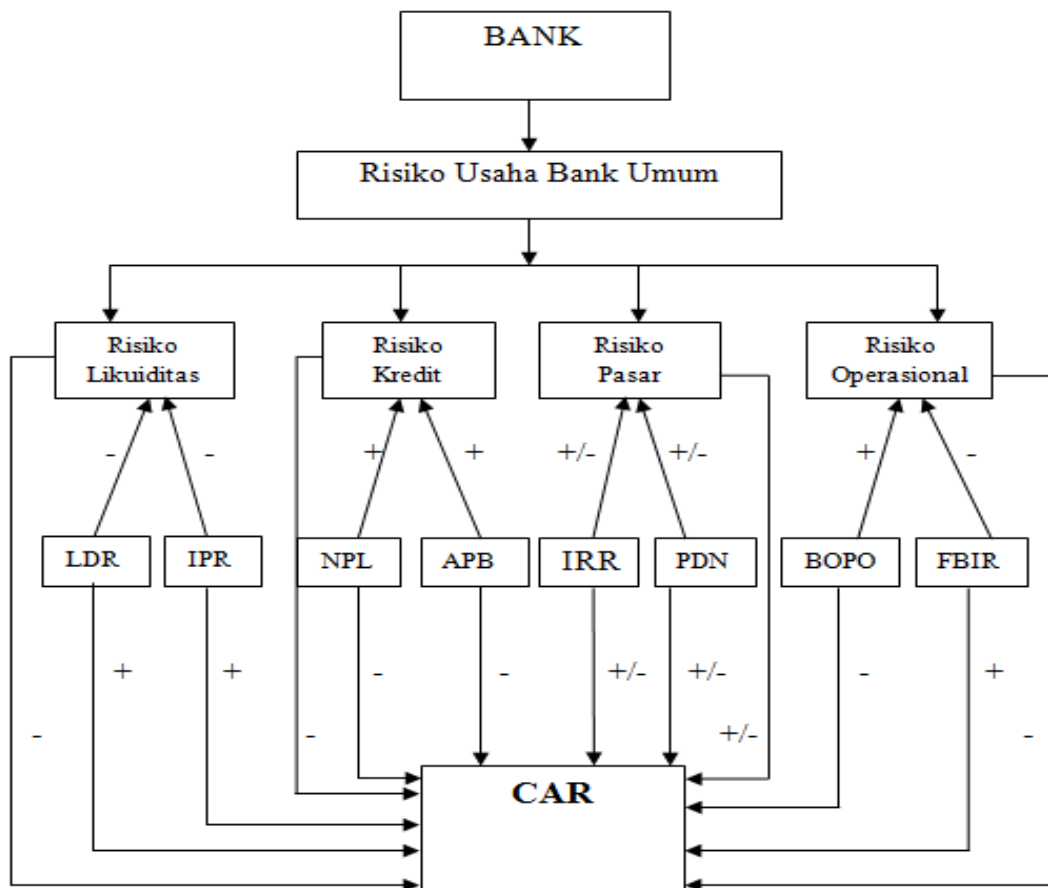 BANK
Risiko Usaha Bank Umum
Risiko
Likuiditas
Risiko
Kredit
Risiko
Pasar
Risiko
Operasional
- - + + +/- +/- + -
LDR IPR NPL APB IRR PDN BOPO FBIR
+ + - - +/- +/- - +
- - +/- -
CAR